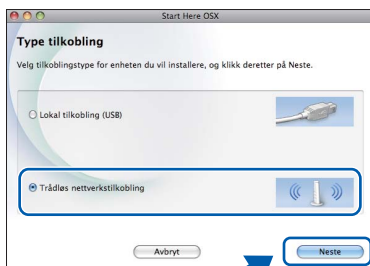 Start Here OSX
Type tilkobling
Velg tilkoblingstype for enheten du vil installere, og klikk deretter på Neste.
Lokal tilkobling (USB)
Trådløs nettverkstilkobling
Avbryt
Neste